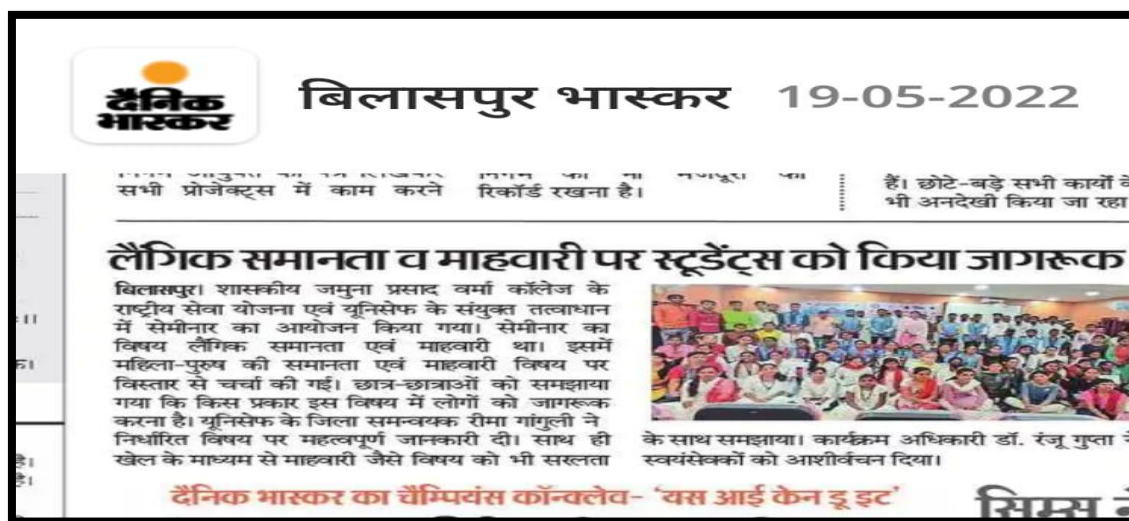 दैनिक
भास्कर
बिलासपुर भास्कर 19-05-2022
सभी प्रोजेक्ट्स में काम करने
रिकॉर्ड रखना है।
हैं। छोटे-बड़े सभी कार्यों
भी अनदेखी किया जा रहा
लैंगिक समानता व माहवारी पर स्टूडेंट्स को किया जागरूक
बिलासपुर। शासकीय जमुना प्रसाद वर्मा कॉलेज के
राष्ट्रीय सेवा योजना एवं यूनिसेफ के संयुक्त तत्वाधान
में सेमीनार का आयोजन किया गया। सेमीनार का
विषय लैंगिक समानता एवं माहवारी था। इसमें
महिला-पुरुष की समानता एवं माहवारी विषय पर
विस्तार से चर्चा की गई। छात्र-छात्राओं को समझाया
गया कि किस प्रकार इस विषय में लोगों को जागरूक
करना है। यूनिसेफ के जिला समन्वयक रीमा गांगुली ने
निर्धारित विषय पर महत्वपूर्ण जानकारी दी। साथ ही
खेल के माध्यम से माहवारी जैसे विषय को भी सरलता
के साथ समझाया। कार्यक्रम अधिकारी डॉ. रंजू गुप्ता ने
स्वयंसेवकों को आशीर्वचन दिया।
दैनिक भास्कर का चैम्पियंस कॉन्क्लेव- 'यस आई केन डू इट'
सिम्स ने